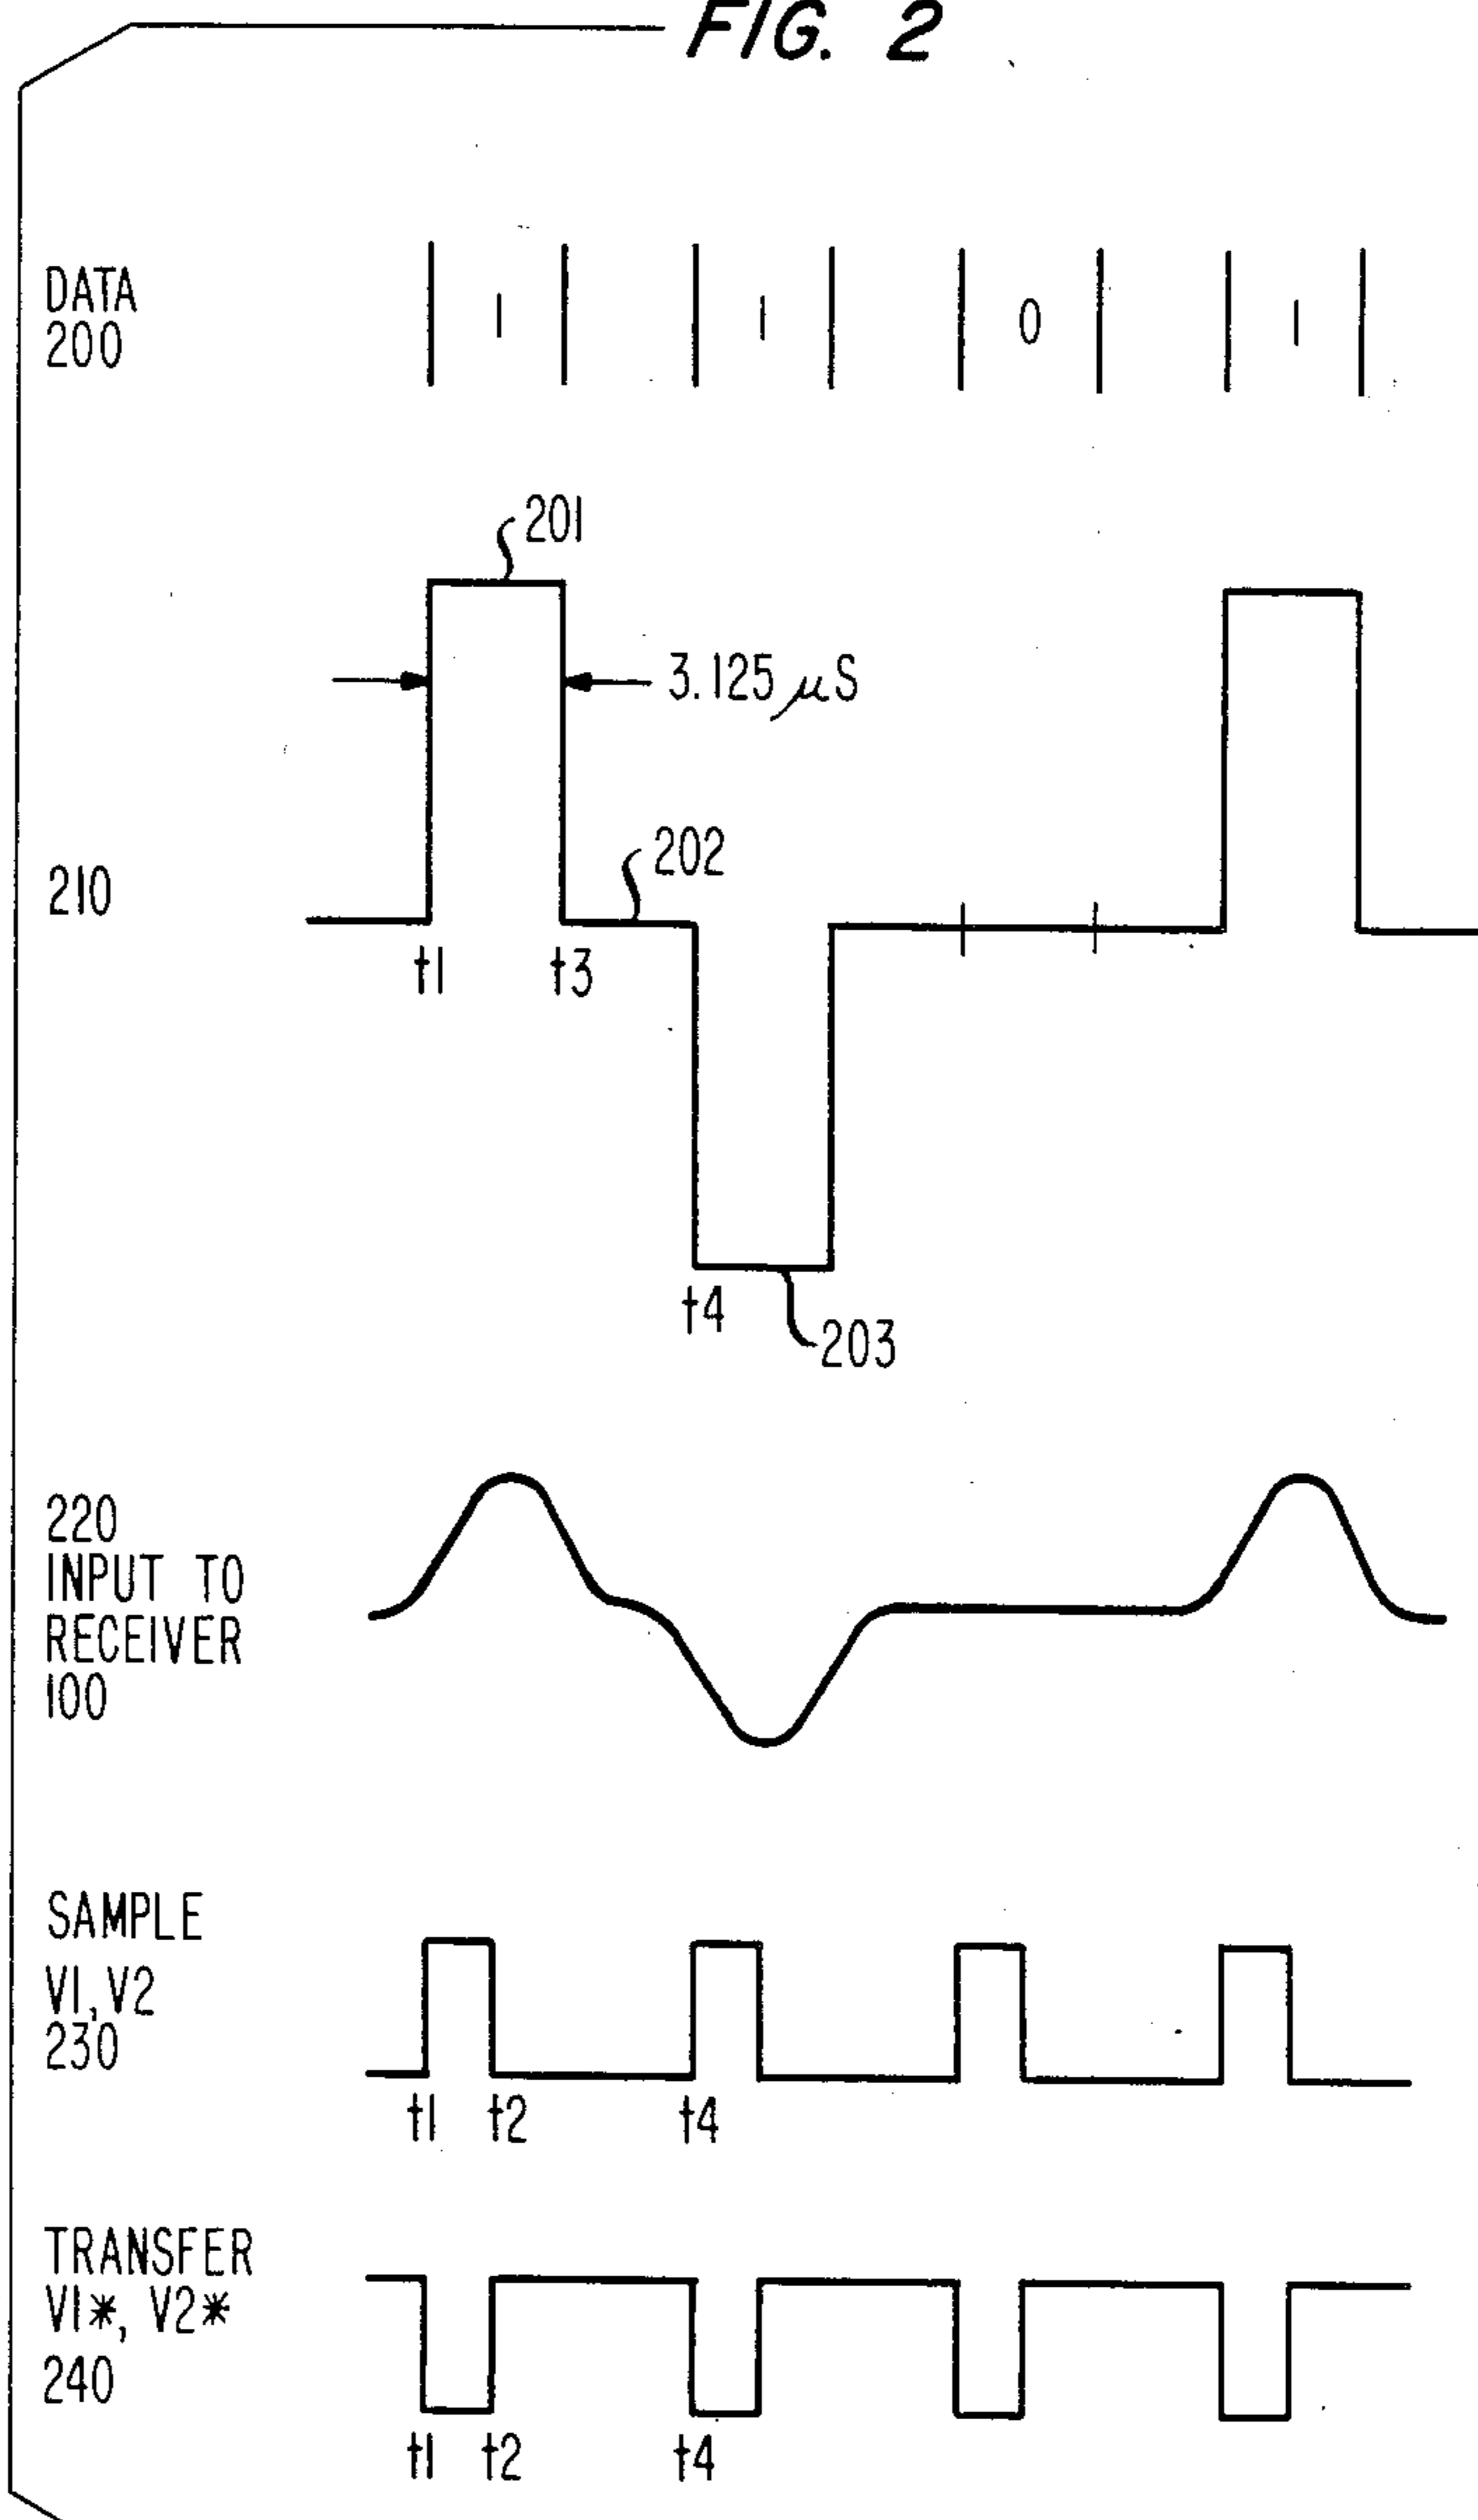 FIG. 2
DATA
200
1 1 0 1
201
3.125 μS
202
210
t1 t3
t4
203
220
INPUT TO
RECEIVER
100
SAMPLE
V1, V2
230
t1 t2 t4
TRANSFER
V1*, V2*
240
t1 t2 t4